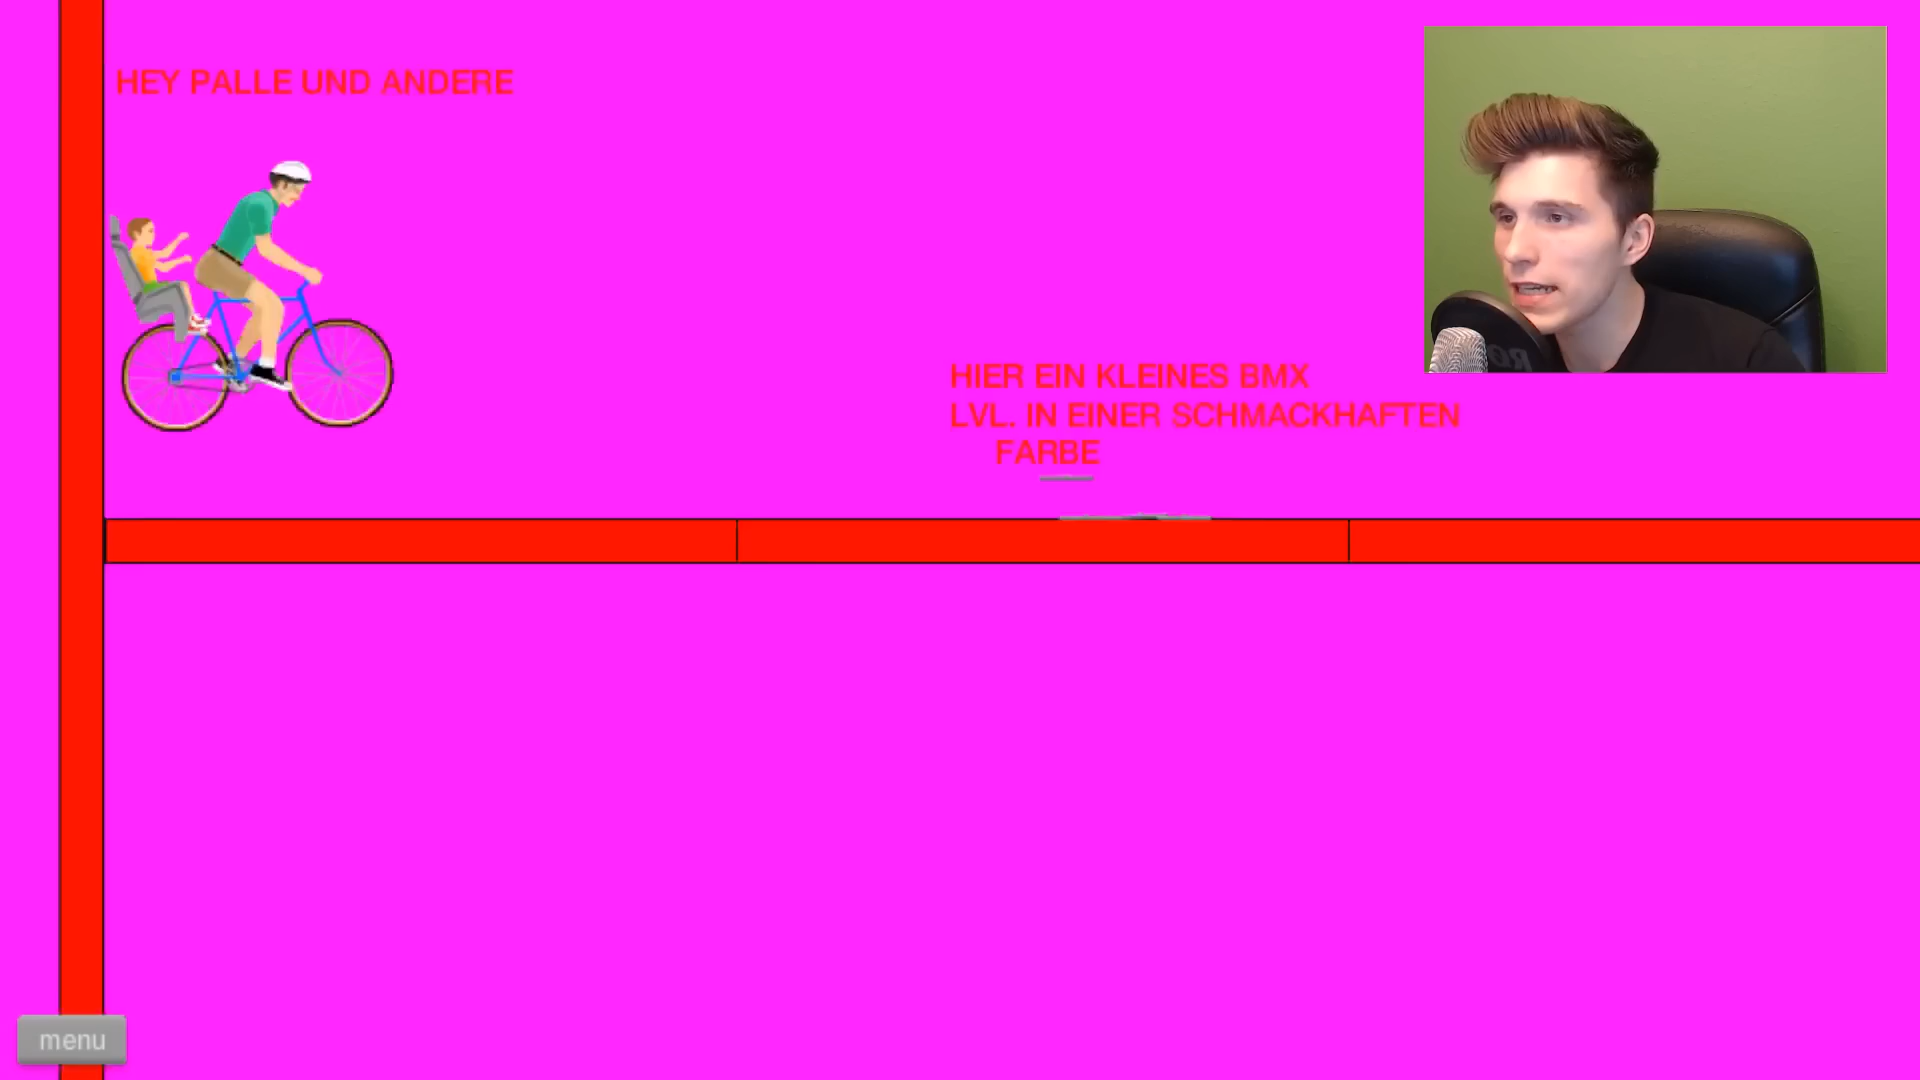 HEY PALLE UND ANDERE
HIER EIN KLEINES BMX
LVL. IN EINER SCHMACKHAFTEN
FARBE
menu